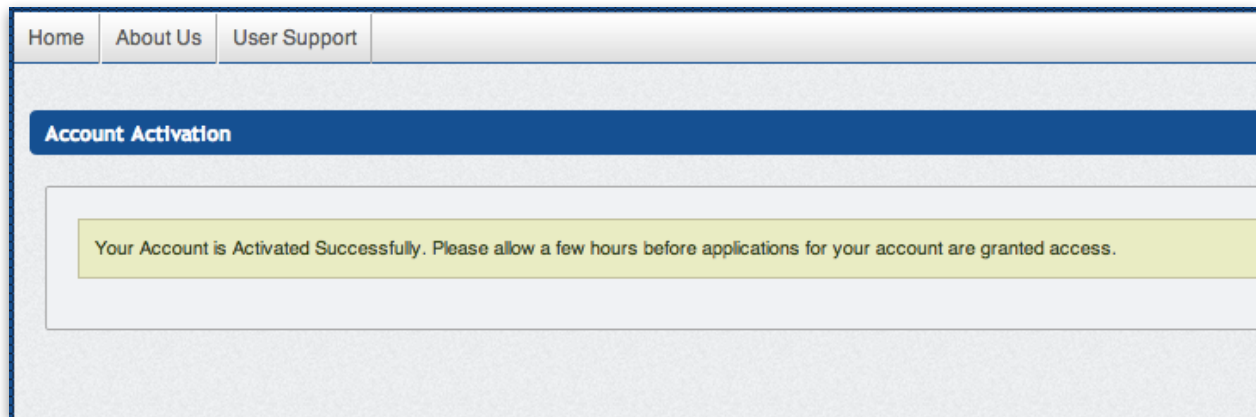 Home About Us User Support
Account Activation
Your Account is Activated Successfully. Please allow a few hours before applications for your account are granted access.